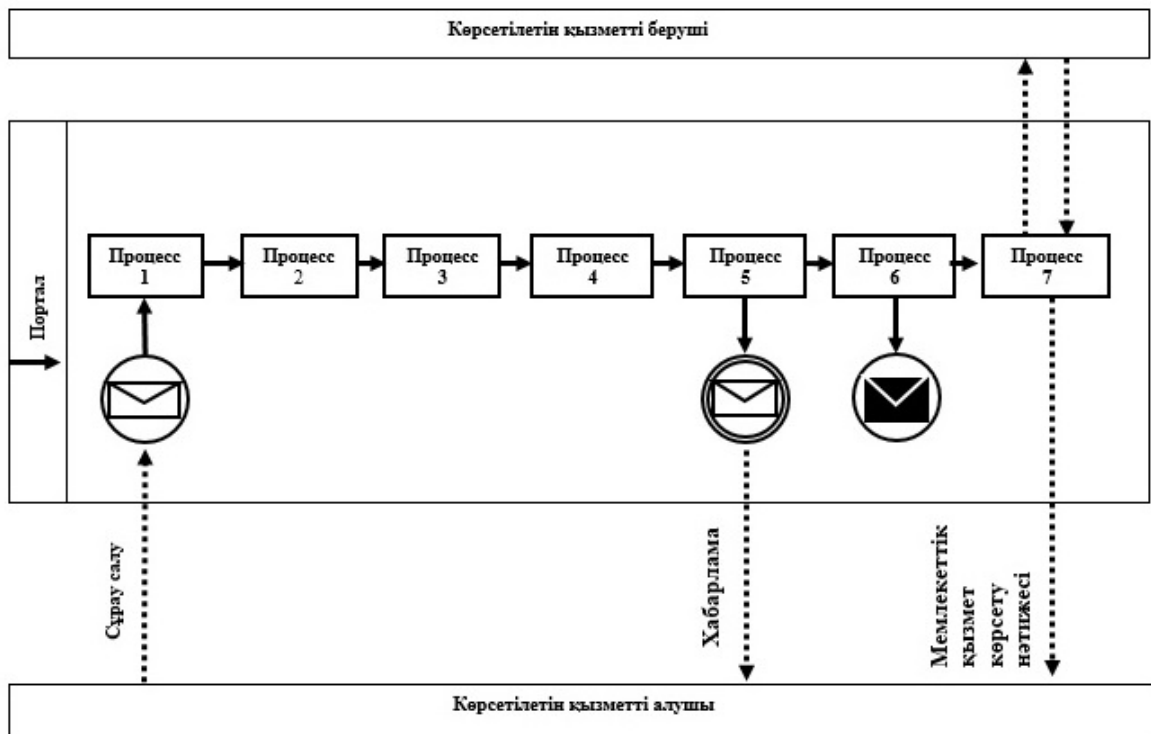 Көрсетілетін қызметті беруші
Портал
Процесс
1
Процесс
2
Процесс
3
Процесс
4
Процесс
5
Процесс
6
Процесс
7
Сұрау салу
Хабарлама
Мемлекеттік
қызмет
көрсету
нәтижесі
Көрсетілетін қызметті алушы